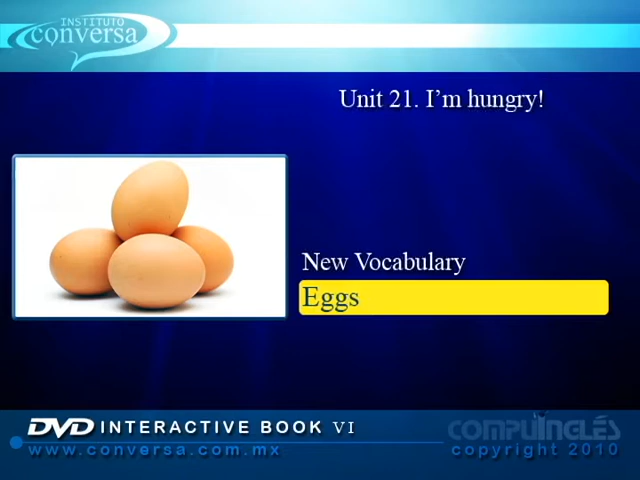 INSTITUTO
conversa
Unit 21. I'm hungry!
New Vocabulary
Eggs
DVD INTERACTIVE BOOK VI
COMPUINGLÉS
www.conversa.com.mx
copyright 2010